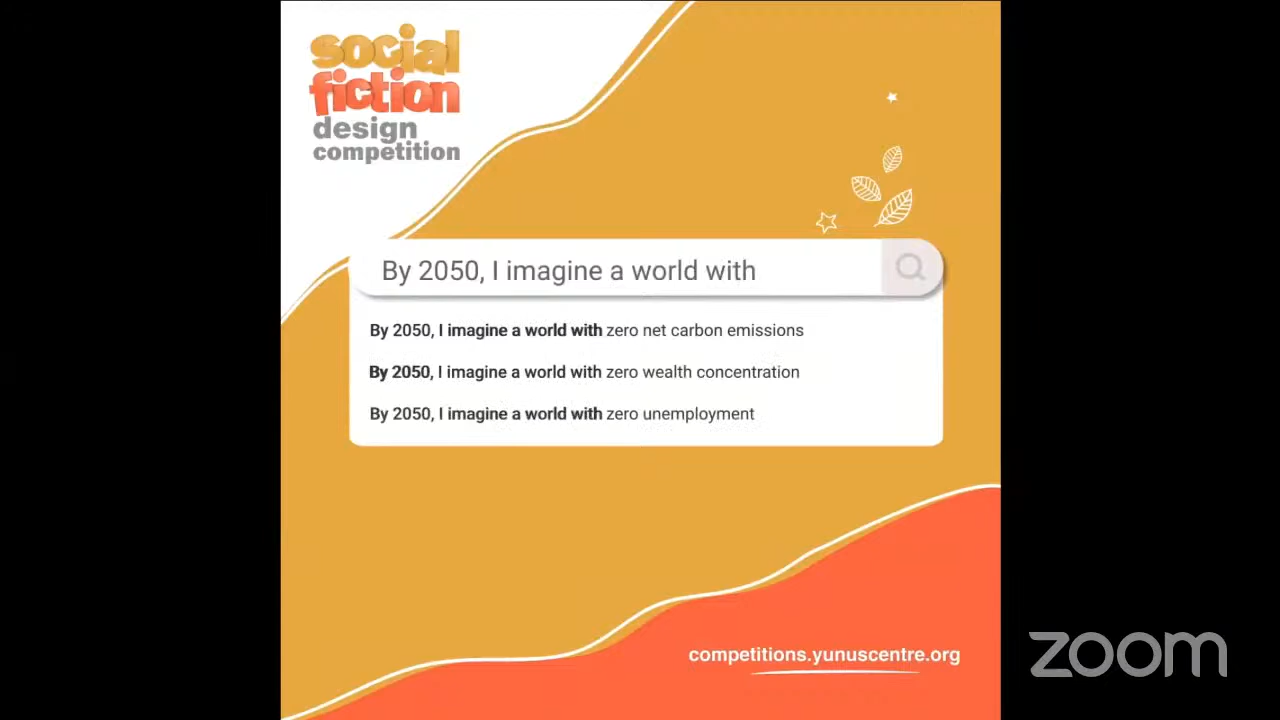 social
fiction
design
competition
By 2050, I imagine a world with
By 2050, I imagine a world with zero net carbon emissions
By 2050, I imagine a world with zero wealth concentration
By 2050, I imagine a world with zero unemployment
competitions.yunuscentre.org
zoom